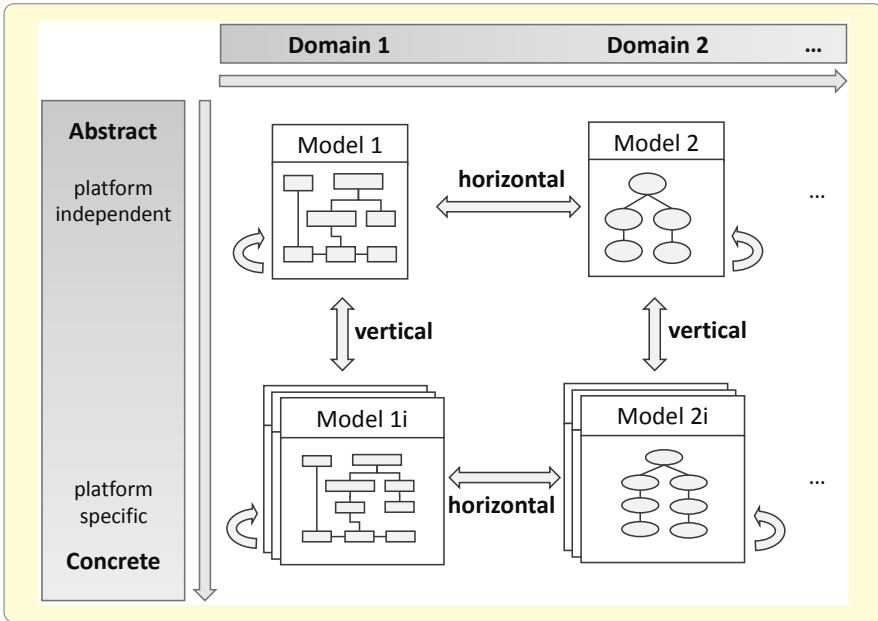 Domain 1 Domain 2 ...
Abstract
platform
independent
Model 1
Model 2
horizontal
...
vertical
vertical
Model 1i
Model 2i
horizontal
...
platform
specific
Concrete